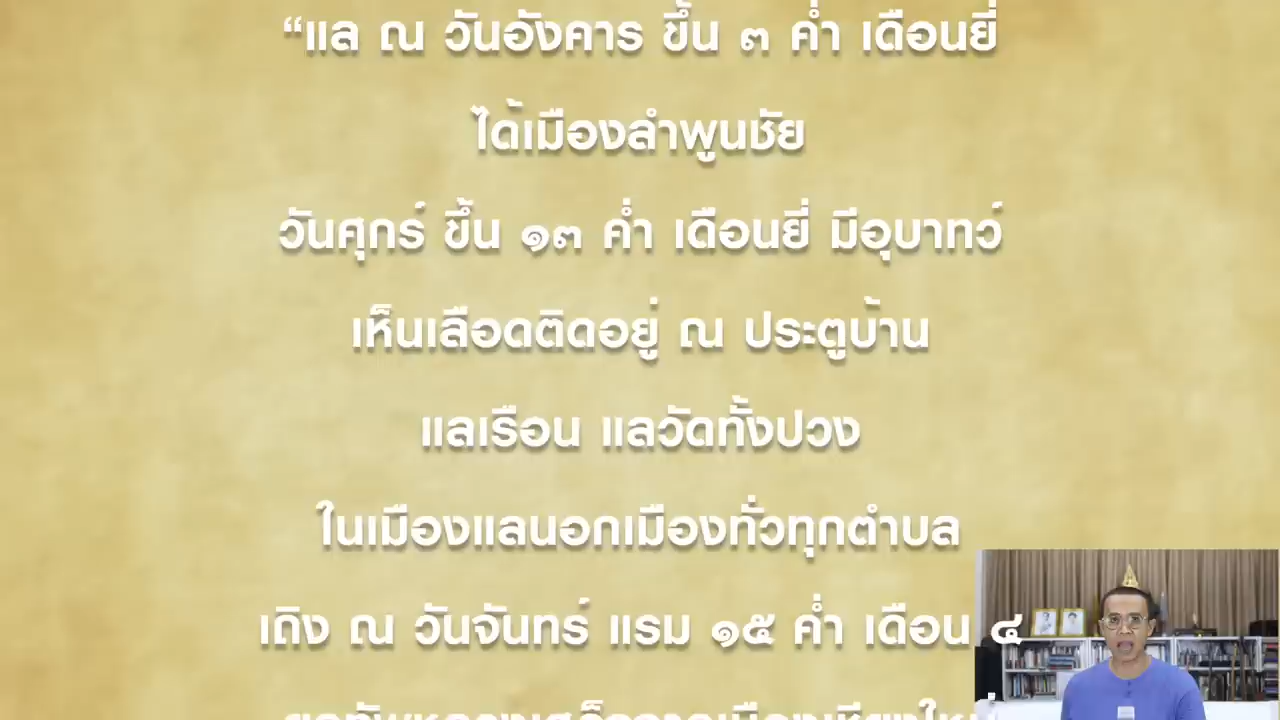 “แล ณ วันอังคาร ขึ้น ๓ ค่ำ เดือนยี่
ได้เมืองลำพูนชัย
วันศุกร์ ขึ้น ๑๓ ค่ำ เดือนยี่ มีอุบาทว์
เห็นเลือดติดอยู่ ณ ประตูบ้าน
แลเรือน แลวัดทั้งปวง
ในเมืองแลนอกเมืองทั่วทุกตำบล
เถิง ณ วันจันทร์ แรม ๑๕ ค่ำ เดือน ๔